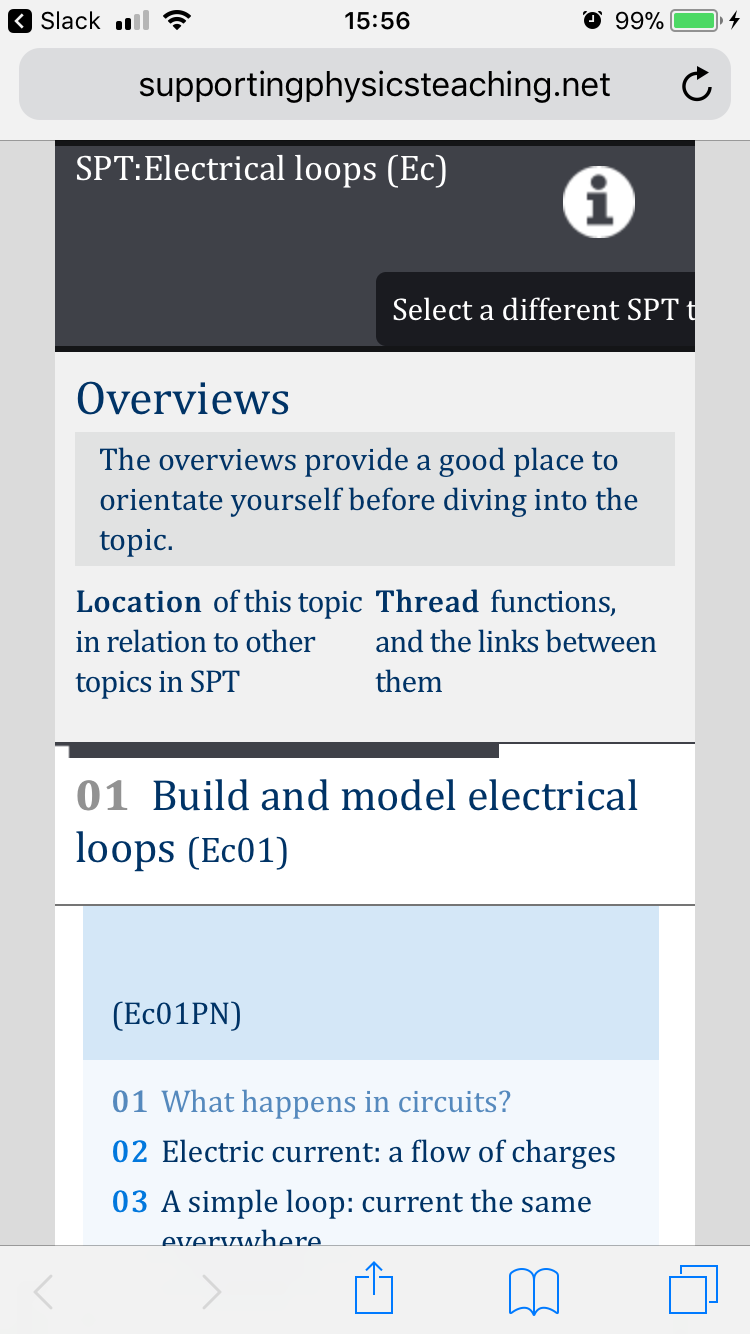 Slack 15:56 99%
supportingphysicsteaching.net
SPT:Electrical loops (Ec)
Select a different SPT t
Overviews
The overviews provide a good place to
orientate yourself before diving into the
topic.
Location of this topic
in relation to other
topics in SPT
Thread functions,
and the links between
them
01 Build and model electrical
loops (Ec01)
(Ec01PN)
01 What happens in circuits?
02 Electric current: a flow of charges
03 A simple loop: current the same
everywhere